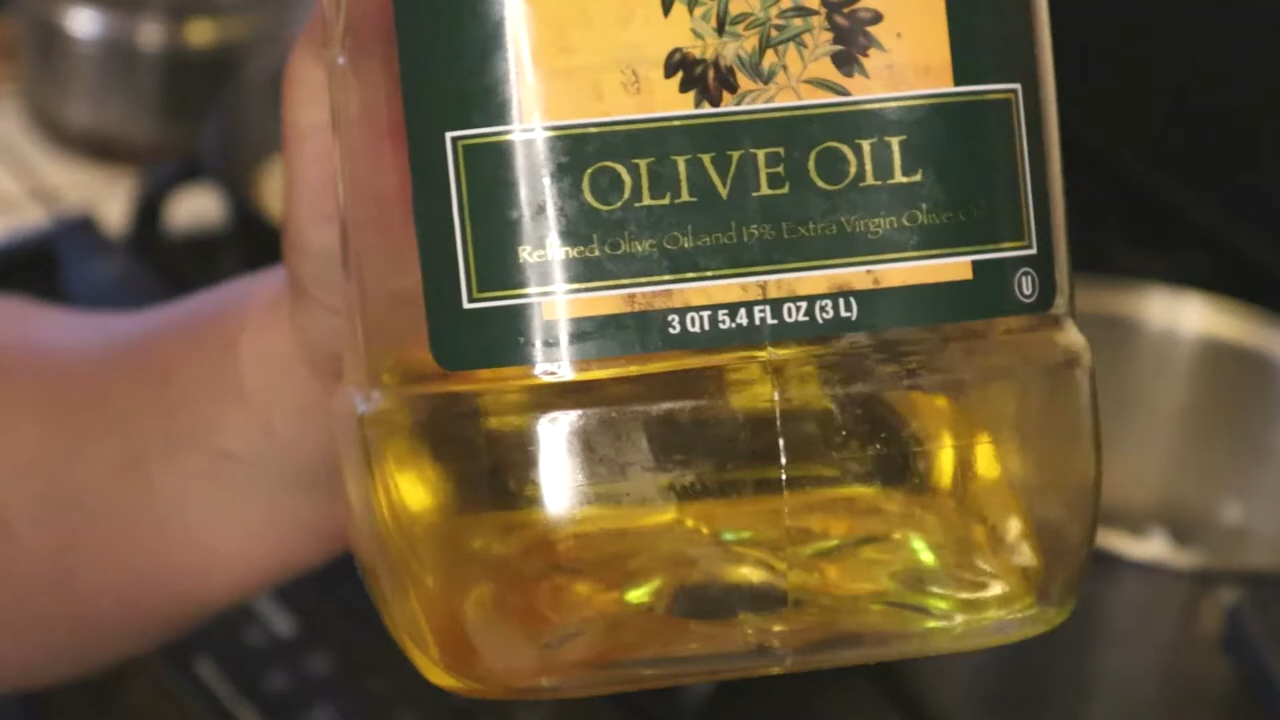 OLIVE OIL
Refined Olive Oil and 15% Extra Virgin Olive
3 QT 5.4 FL OZ (3 L)
U